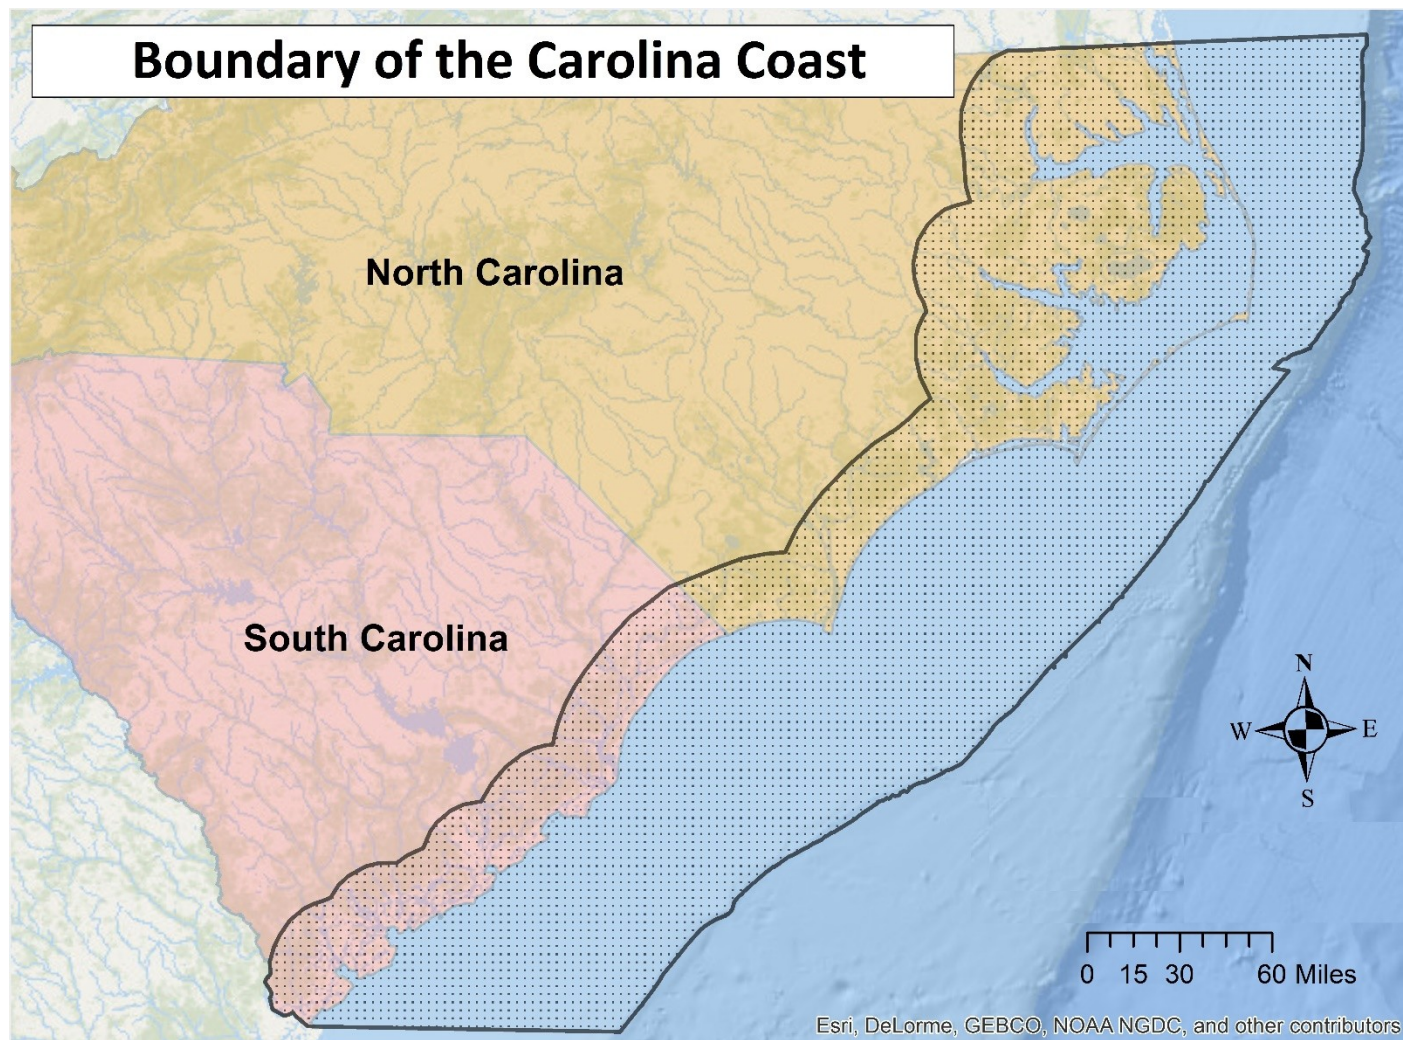 Boundary of the Carolina Coast
North Carolina
South Carolina
N
W E
S
0 15 30 60 Miles
Esri, DeLorme, GEBCO, NOAA NGDC, and other contributors